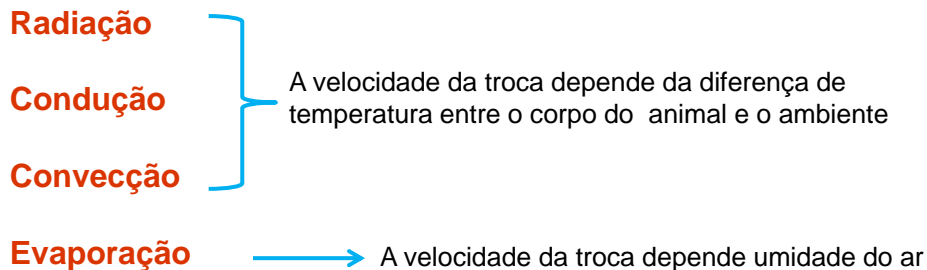 Radiação
Condução
Convecção
A velocidade da troca depende da diferença de
temperatura entre o corpo do animal e o ambiente
Evaporação
A velocidade da troca depende umidade do ar